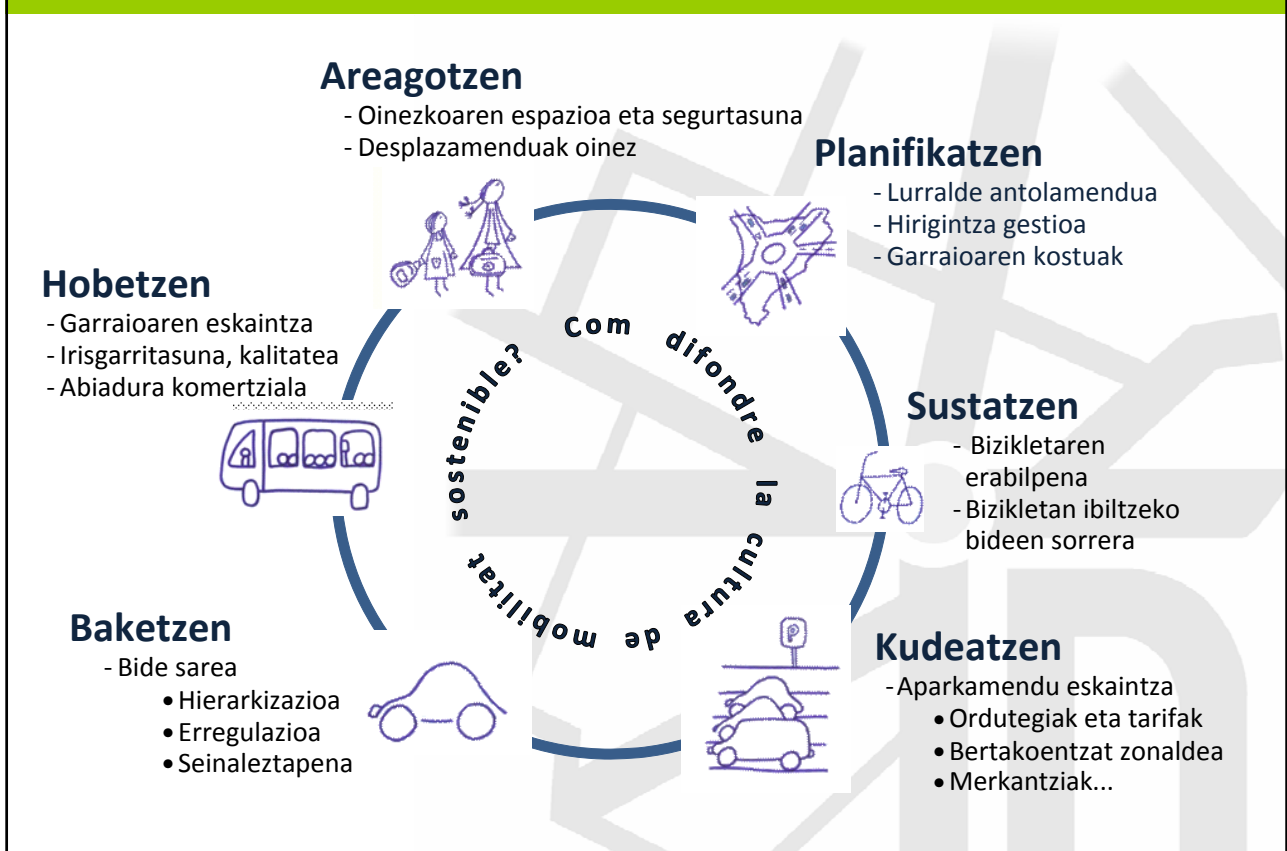 Areagotzen
- Oinezkoaren espazioa eta segurtasuna
- Desplazamenduak oinez
Planifikatzen
- Lurralde antolamendua
- Hirigintza gestioa
- Garraioaren kostuak
Hobetzen
- Garraioaren eskaintza
- Irisgarritasuna, kalitatea
- Abiadura komertziala
Com difondre la cultura de mobilitat sostenible?
Sustatzen
- Bizikletaren
erabilpena
- Bizikletan ibiltzeko
bideen sorrera
Baketzen
- Bide sarea
• Hierarkizazioa
• Erregulazioa
• Seinaleztapena
P
Kudeatzen
- Aparkamendu eskaintza
• Ordutegiak eta tarifak
• Bertakoentzat zonaldea
• Merkantziak...